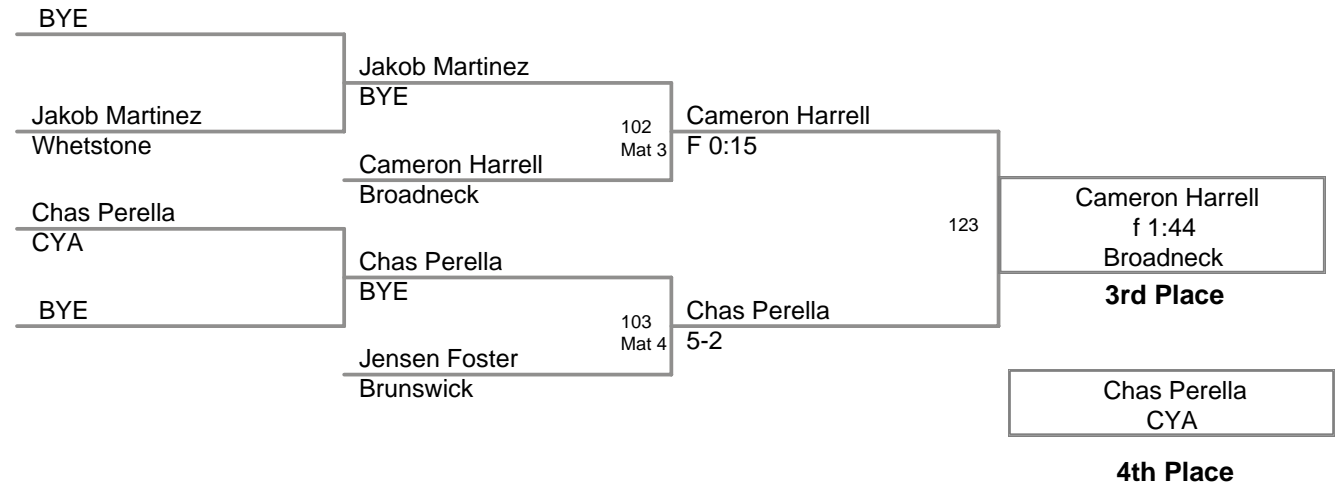 BYE
Jakob Martinez
Whetstone
Chas Perella
CYA
BYE
Jakob Martinez
BYE
Cameron Harrell
Broadneck
Chas Perella
BYE
Jensen Foster
Brunswick
102
Mat 3
103
Mat 4
Cameron Harrell
F 0:15
Chas Perella
5-2
123
Cameron Harrell
f 1:44
Broadneck
3rd Place
Chas Perella
CYA
4th Place